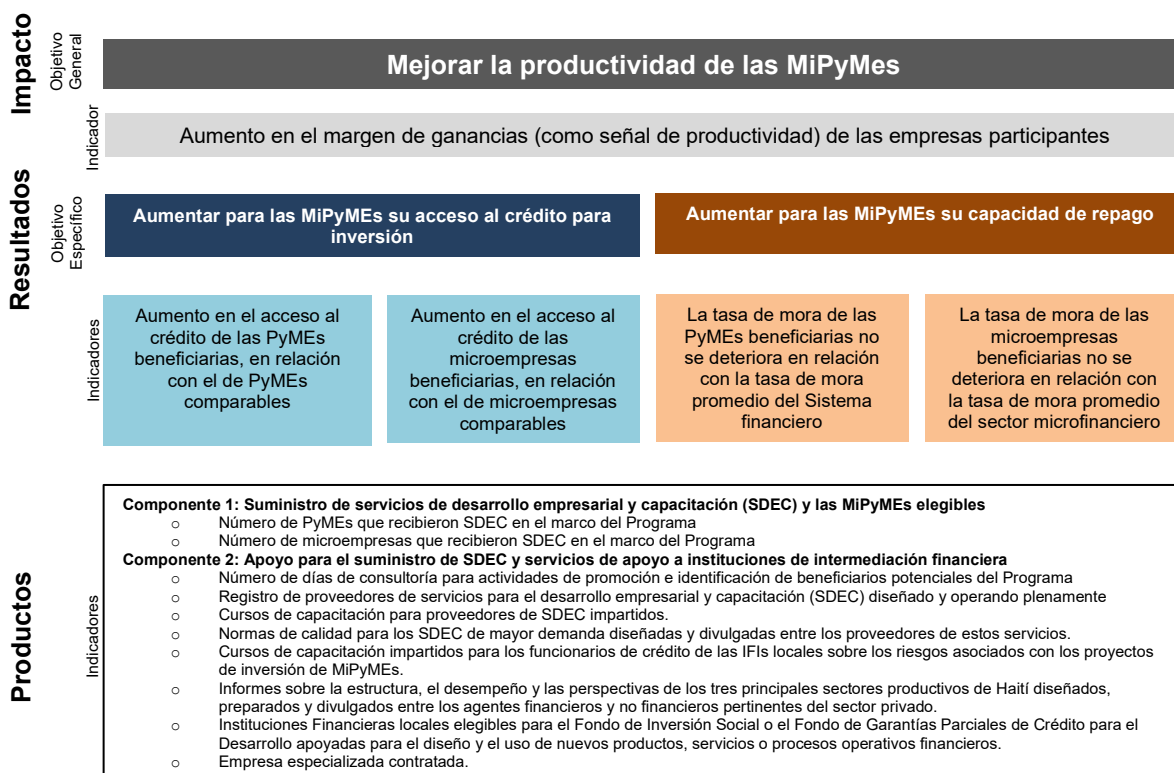 Impacto
Objetivo
General
Mejorar la productividad de las MiPyMes
Indicador
Aumento en el margen de ganancias (como señal de productividad) de las empresas participantes
Resultados
Objetivo
Específico
Aumentar para las MiPyMEs su acceso al crédito para
inversión
Aumentar para las MiPyMEs su capacidad de repago
Indicadores
Aumento en el acceso al
crédito de las PyMEs
beneficiarias, en relación
con el de PyMEs
comparables
Aumento en el acceso al
crédito de las
microempresas
beneficiarias, en relación
con el de microempresas
comparables
La tasa de mora de las
PyMEs beneficiarias no
se deteriora en relación
con la tasa de mora
promedio del Sistema
financiero
La tasa de mora de las
microempresas
beneficiarias no se
deteriora en relación con
la tasa de mora promedio
del sector microfinanciero
Productos
Indicadores
Componente 1: Suministro de servicios de desarrollo empresarial y capacitación (SDEC) y las MiPyMEs elegibles
o Número de PyMEs que recibieron SDEC en el marco del Programa
o Número de microempresas que recibieron SDEC en el marco del Programa
Componente 2: Apoyo para el suministro de SDEC y servicios de apoyo a instituciones de intermediación financiera
o Número de días de consultoría para actividades de promoción e identificación de beneficiarios potenciales del Programa
o Registro de proveedores de servicios para el desarrollo empresarial y capacitación (SDEC) diseñado y operando plenamente
o Cursos de capacitación para proveedores de SDEC impartidos.
o Normas de calidad para los SDEC de mayor demanda diseñadas y divulgadas entre los proveedores de estos servicios.
o Cursos de capacitación impartidos para los funcionarios de crédito de las IFIs locales sobre los riesgos asociados con los proyectos
de inversión de MiPyMEs.
o Informes sobre la estructura, el desempeño y las perspectivas de los tres principales sectores productivos de Haití diseñados,
preparados y divulgados entre los agentes financieros y no financieros pertinentes del sector privado.
o Instituciones Financieras locales elegibles para el Fondo de Inversión Social o el Fondo de Garantías Parciales de Crédito para el
Desarrollo apoyadas para el diseño y el uso de nuevos productos, servicios o procesos operativos financieros.
o Empresa especializada contratada.